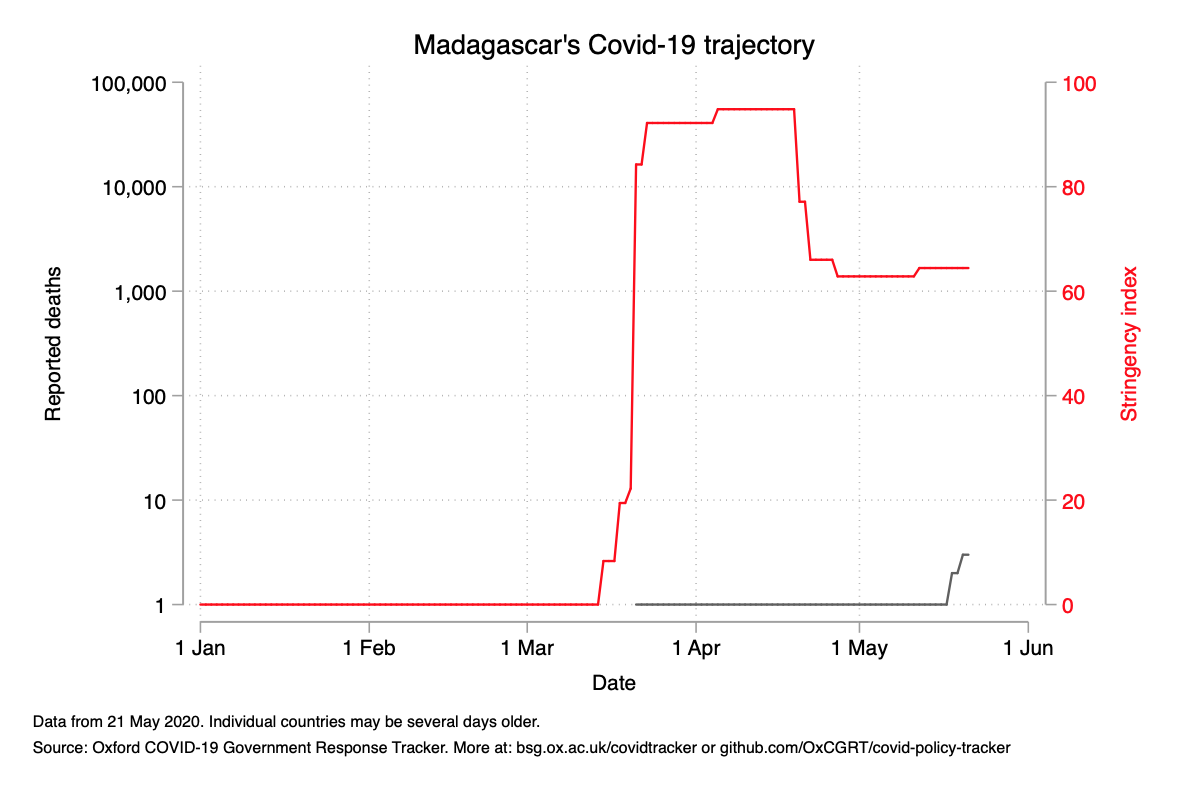 Madagascar's Covid-19 trajectory
100,000
10,000
1,000
100
10
1
Reported deaths
100
80
60
40
20
0
Stringency index
1 Jan
1 Feb
1 Mar
1 Apr
1 May
1 Jun
Date
Data from 21 May 2020. Individual countries may be several days older.
Source: Oxford COVID-19 Government Response Tracker. More at: bsg.ox.ac.uk/covidtracker or github.com/OxCGRT/covid-policy-tracker